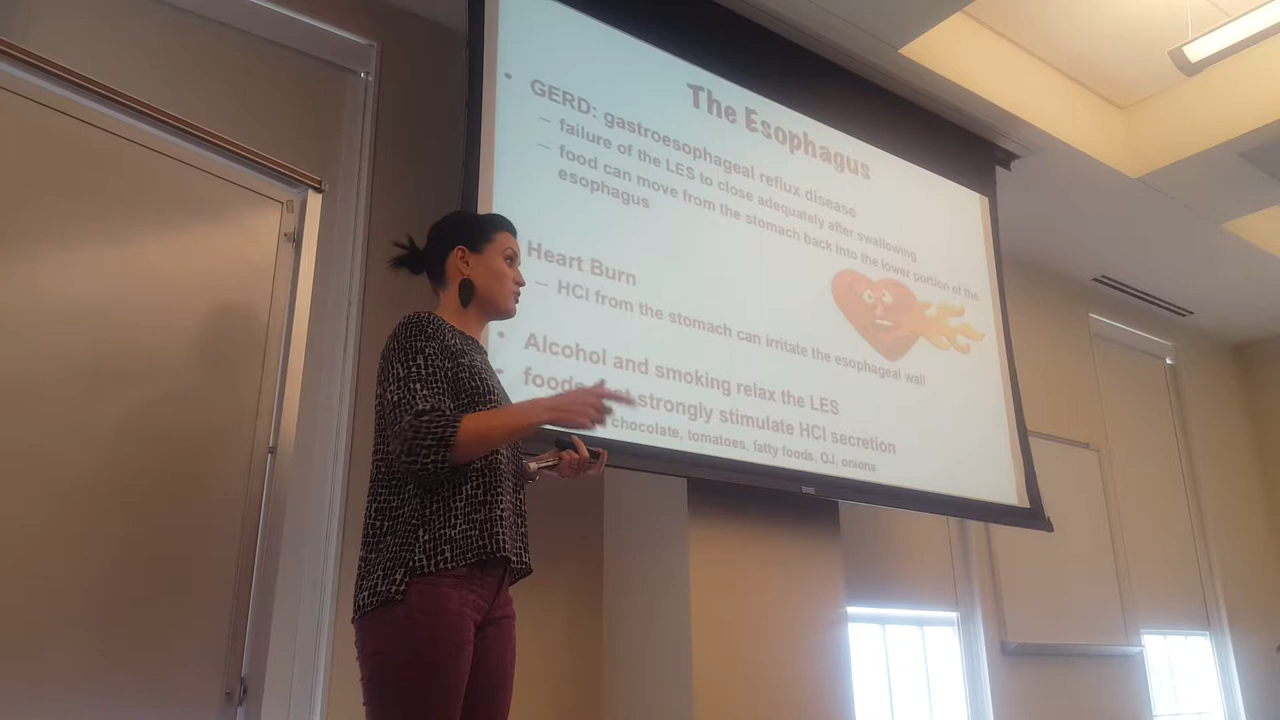 The Esophagus
• GERD: gastroesophageal reflux disease
– failure of the LES to close adequately after swallowing
– food can move from the stomach back into the lower portion of the
esophagus
Heart Burn
– HCl from the stomach can irritate the esophageal wall
• Alcohol and smoking relax the LES
• foods that strongly stimulate HCl secretion
chocolate, tomatoes, fatty foods, OJ, onions